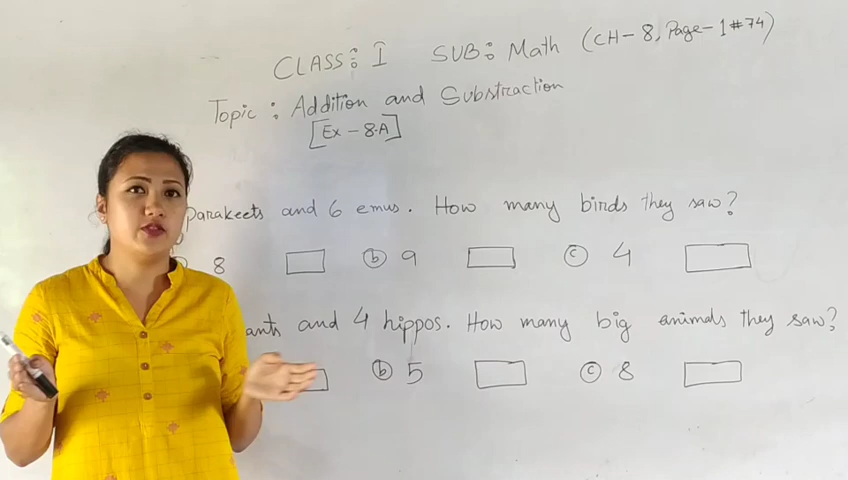 CLASS: I SUB: Math (CH-8, Page-1#74)
Topic: Addition and Substraction
[Ex-8.A]
Parakeets and 6 emus. How many birds they saw?
8 (b) 9 (c) 4
ants and 4 hippos. How many big animals they saw?
(b) 5 (c) 8